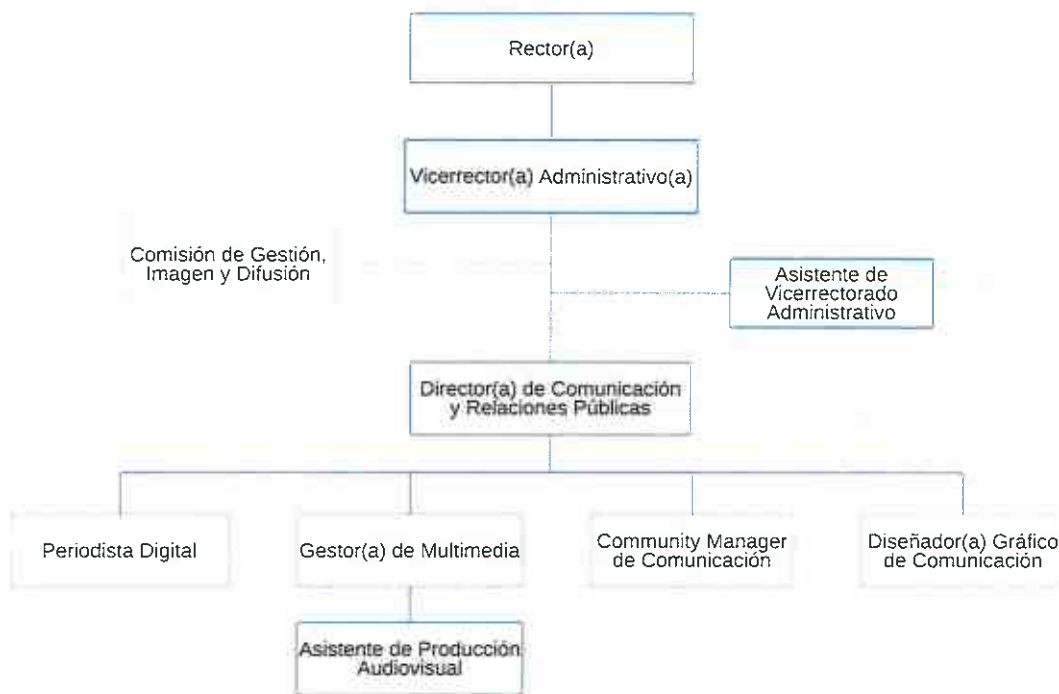 Rector(a)
Vicerrector(a) Administrativo(a)
Comisión de Gestión,
Imagen y Difusión
Asistente de
Vicerrectorado
Administrativo
Director(a) de Comunicación
y Relaciones Públicas
Periodista Digital
Gestor(a) de Multimedia
Community Manager
de Comunicación
Diseñador(a) Gráfico
de Comunicación
Asistente de Producción
Audiovisual